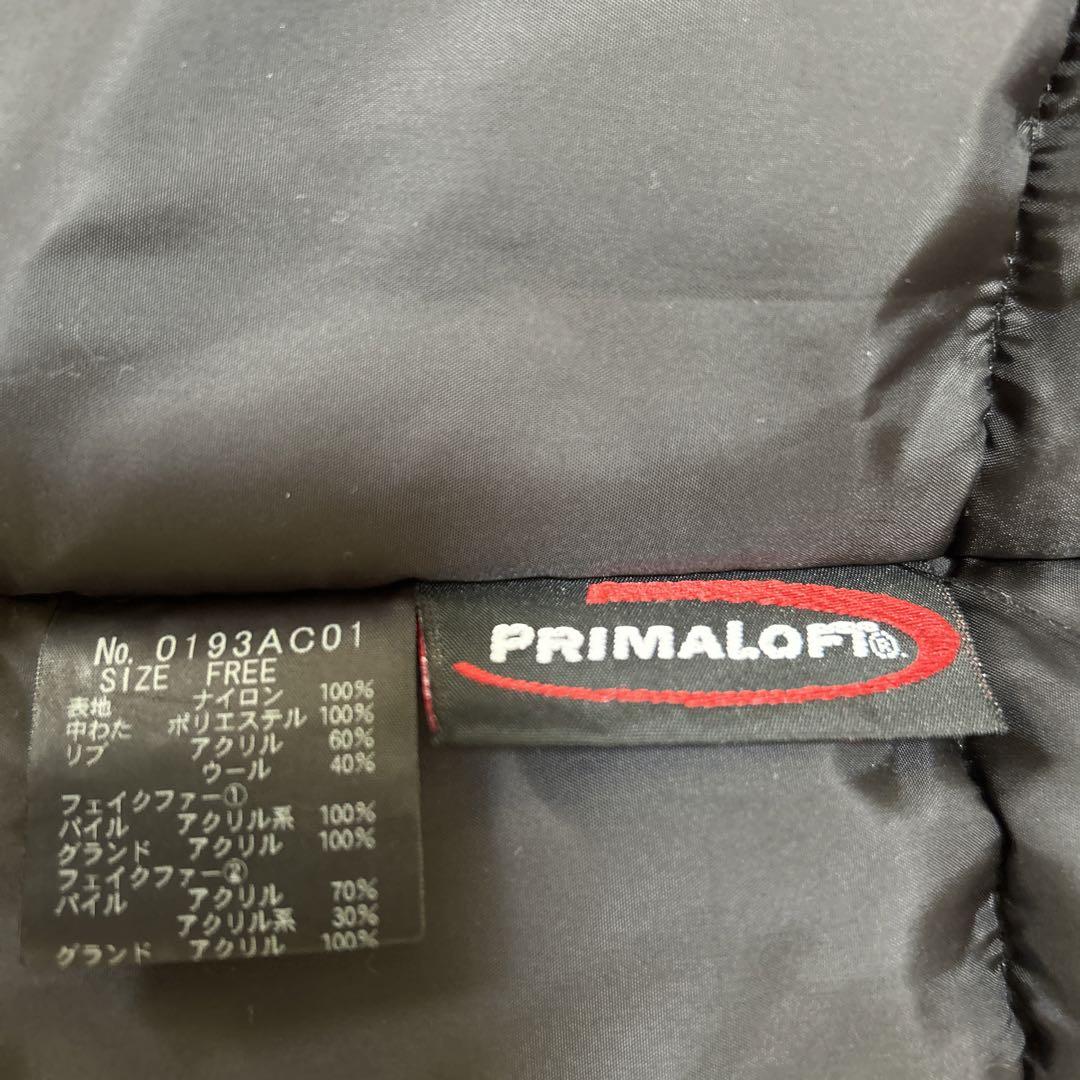 No. 0193AC01
SIZE FREE
表地 ナイロン 100%
中わた ポリエステル 100%
リブ アクリル 60%
ウール 40%
フェイクファー①
パイル アクリル系 100%
グランド アクリル 100%
フェイクファー②
パイル アクリル 70%
アクリル系 30%
グランド アクリル 100%
PRIMALOFT®